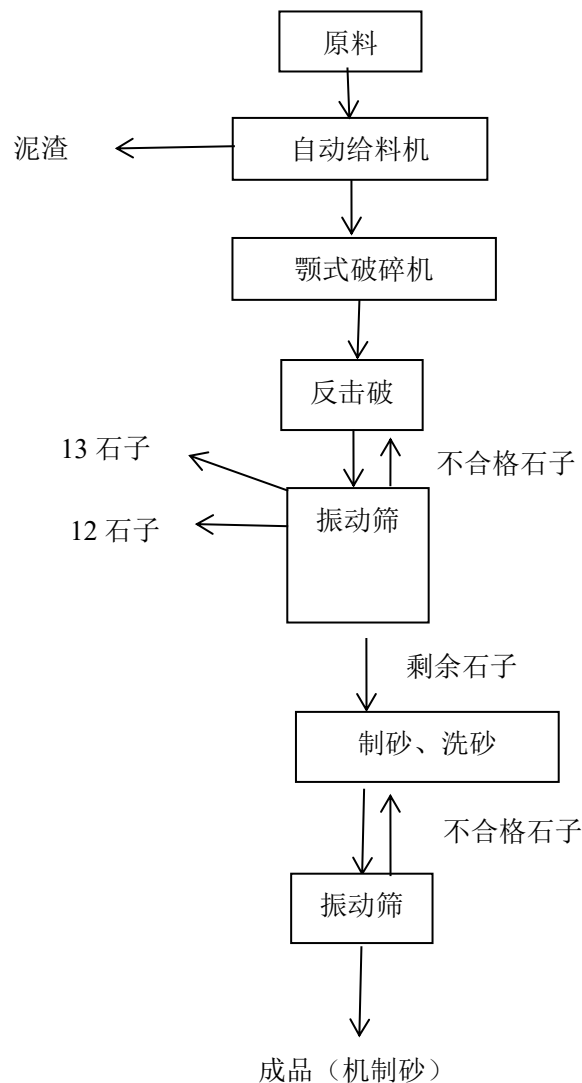 原料
泥渣
自动给料机
颚式破碎机
反击破
13 石子
不合格石子
12 石子
振动筛
剩余石子
制砂、洗砂
不合格石子
振动筛
成品（机制砂）